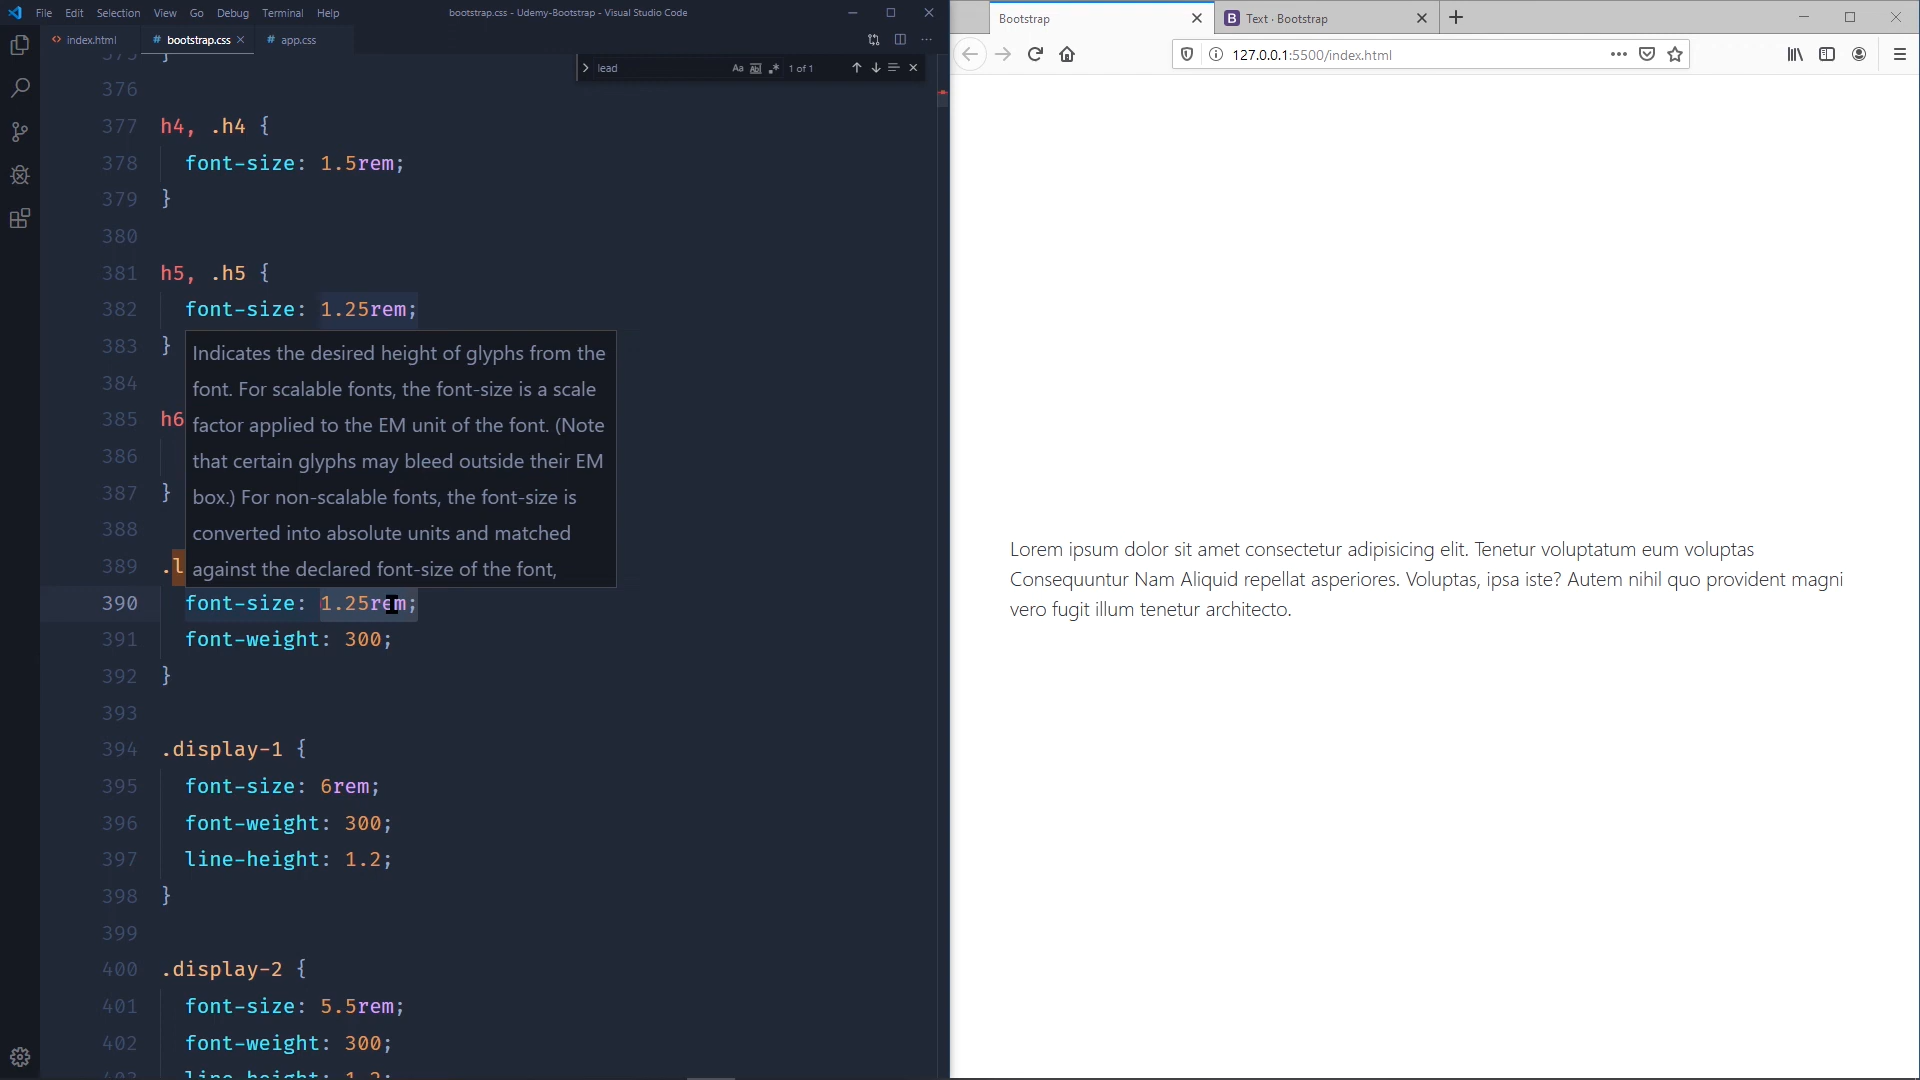 File Edit Selection View Go Debug Terminal Help
bootstrap.css - Udemy-Bootstrap - Visual Studio Code
index.html
bootstrap.css
app.css
lead
Aa
1 of 1
376
377 h4, .h4 {
378 font-size: 1.5rem;
379 }
380
381 h5, .h5 {
382 font-size: 1.25rem;
383 }
384
385 h6
386
387 }
388
389 .l
390 font-size: 1.25rem;
391 font-weight: 300;
392 }
393
394 .display-1 {
395 font-size: 6rem;
396 font-weight: 300;
397 line-height: 1.2;
398 }
399
400 .display-2 {
401 font-size: 5.5rem;
402 font-weight: 300;
Indicates the desired height of glyphs from the
font. For scalable fonts, the font-size is a scale
factor applied to the EM unit of the font. (Note
that certain glyphs may bleed outside their EM
box.) For non-scalable fonts, the font-size is
converted into absolute units and matched
against the declared font-size of the font,
Bootstrap
B Text · Bootstrap
127.0.0.1:5500/index.html
Lorem ipsum dolor sit amet consectetur adipisicing elit. Tenetur voluptatum eum voluptas
Consequuntur Nam Aliquid repellat asperiores. Voluptas, ipsa iste? Autem nihil quo provident magni
vero fugit illum tenetur architecto.